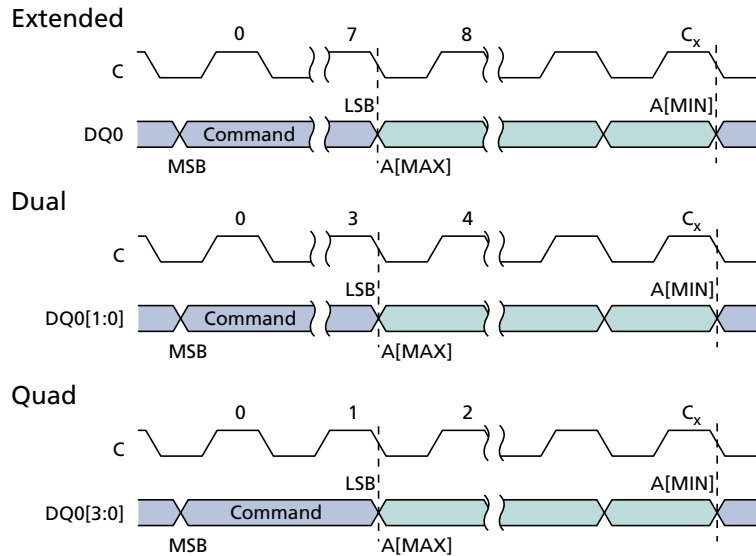 Extended
0 7 8 Cₓ
C
LSB A[MIN]
DQ0 Command
MSB A[MAX]
Dual
0 3 4 Cₓ
C
LSB A[MIN]
DQ0[1:0] Command
MSB A[MAX]
Quad
0 1 2 Cₓ
C
LSB A[MIN]
DQ0[3:0] Command
MSB A[MAX]